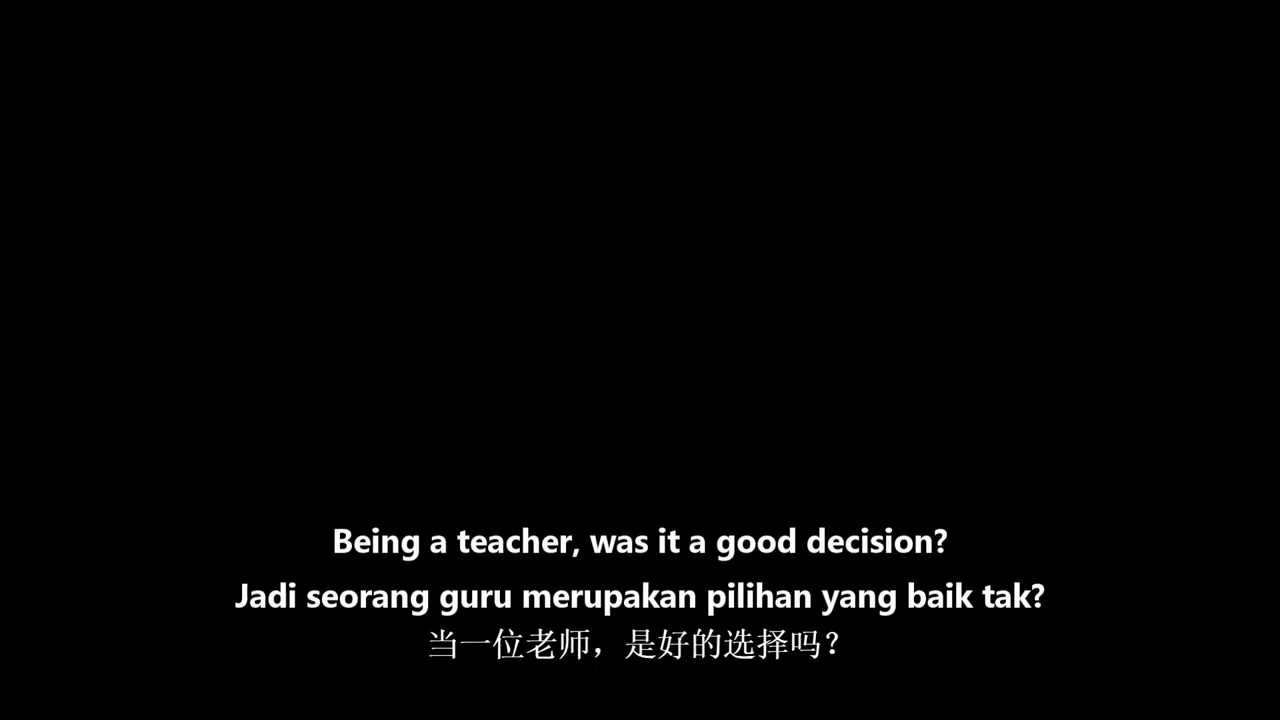 Being a teacher, was it a good decision?
Jadi seorang guru merupakan pilihan yang baik tak?
当一位老师，是好的选择吗？